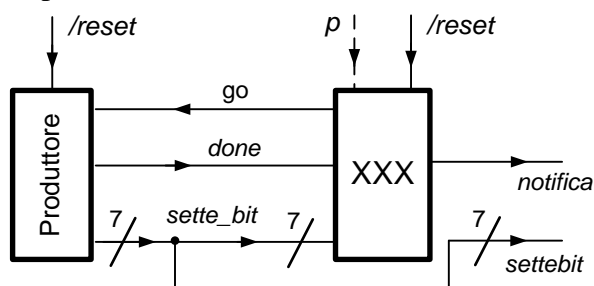 /reset
p
/reset
go
Produttore
done
XXX
notifica
7
sette_bit
7
7
settebit